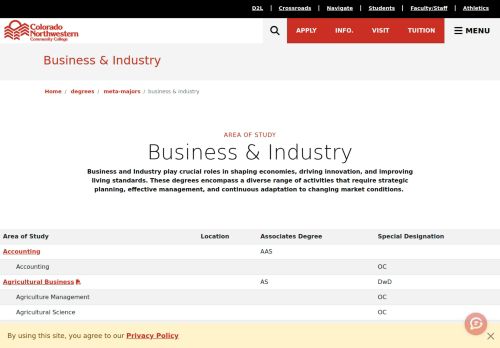 D2L | Crossroads | Navigate | Students | Faculty/Staff | Athletics
Colorado
Northwestern
Community College
APPLY INFO. VISIT TUITION MENU
Business & Industry
Home / degrees / meta-majors / business & industry
AREA OF STUDY
Business & Industry
Business and Industry play crucial roles in shaping economies, driving innovation, and improving
living standards. These degrees encompass a diverse range of activities that require strategic
planning, effective management, and continuous adaptation to changing market conditions.
Area of Study Location Associates Degree Special Designation
Accounting AAS
Accounting OC
Agricultural Business AS DwD
Agriculture Management OC
Agricultural Science OC
By using this site, you agree to our Privacy Policy ×